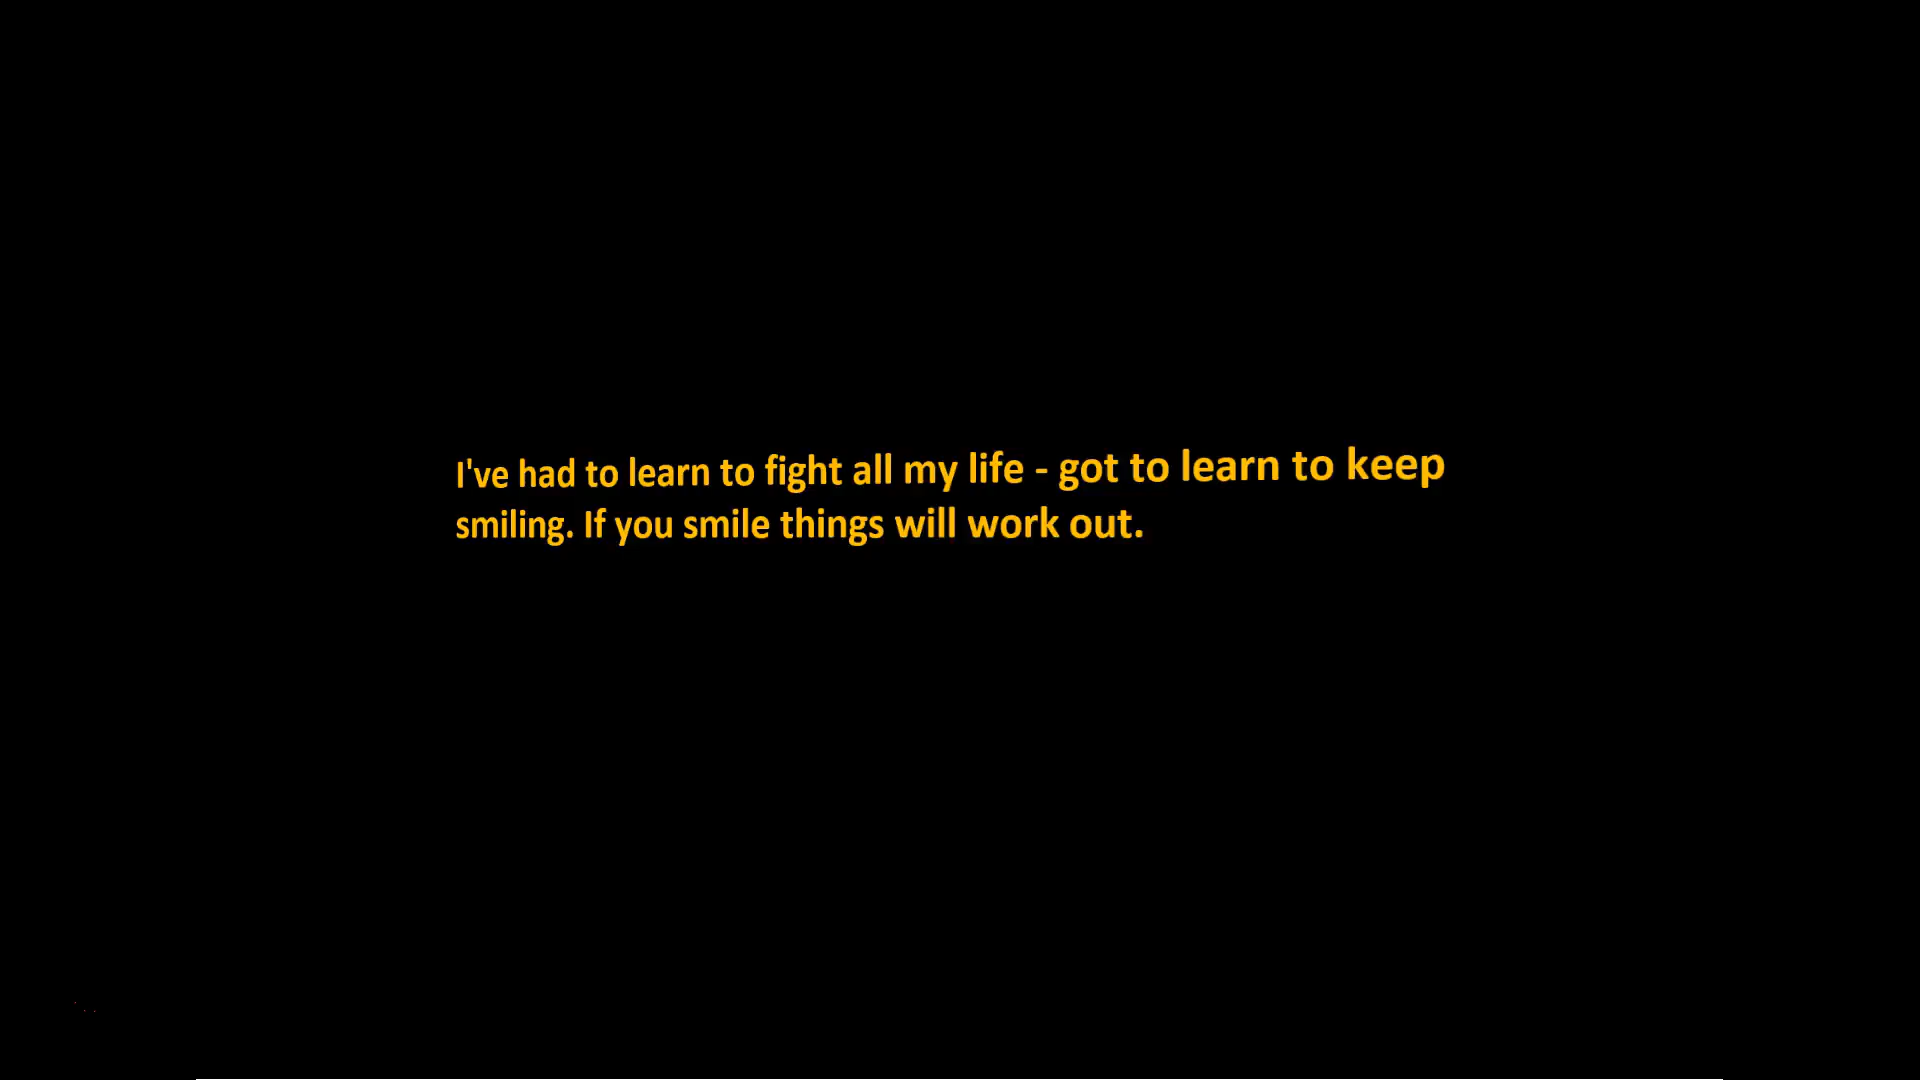 I've had to learn to fight all my life - got to learn to keep
smiling. If you smile things will work out.